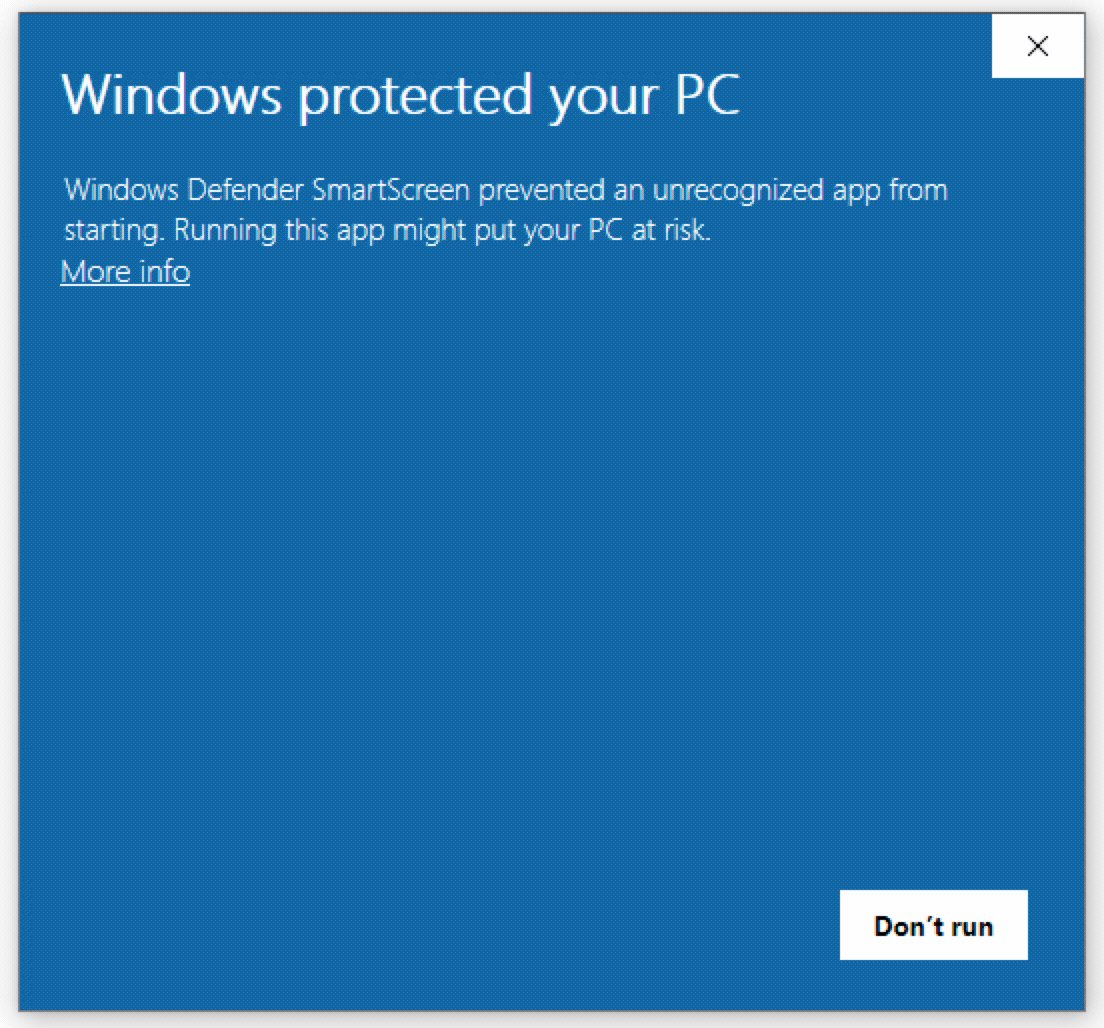 Windows protected your PC
Windows Defender SmartScreen prevented an unrecognized app from
starting. Running this app might put your PC at risk.
More info
Don’t run